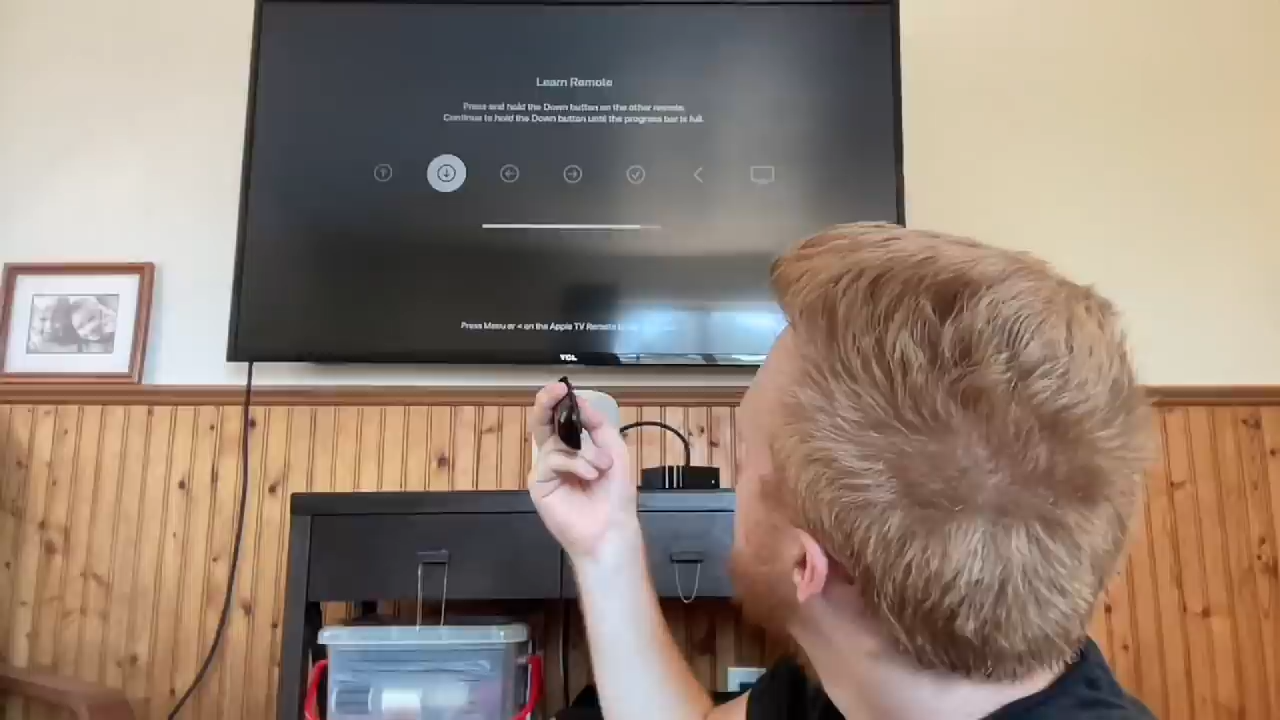 Learn Remote
Press and hold the Down button on the other remote.
Continue to hold the Down button until the progress bar is full.
Press Menu or < on the Apple TV Remote
TCL